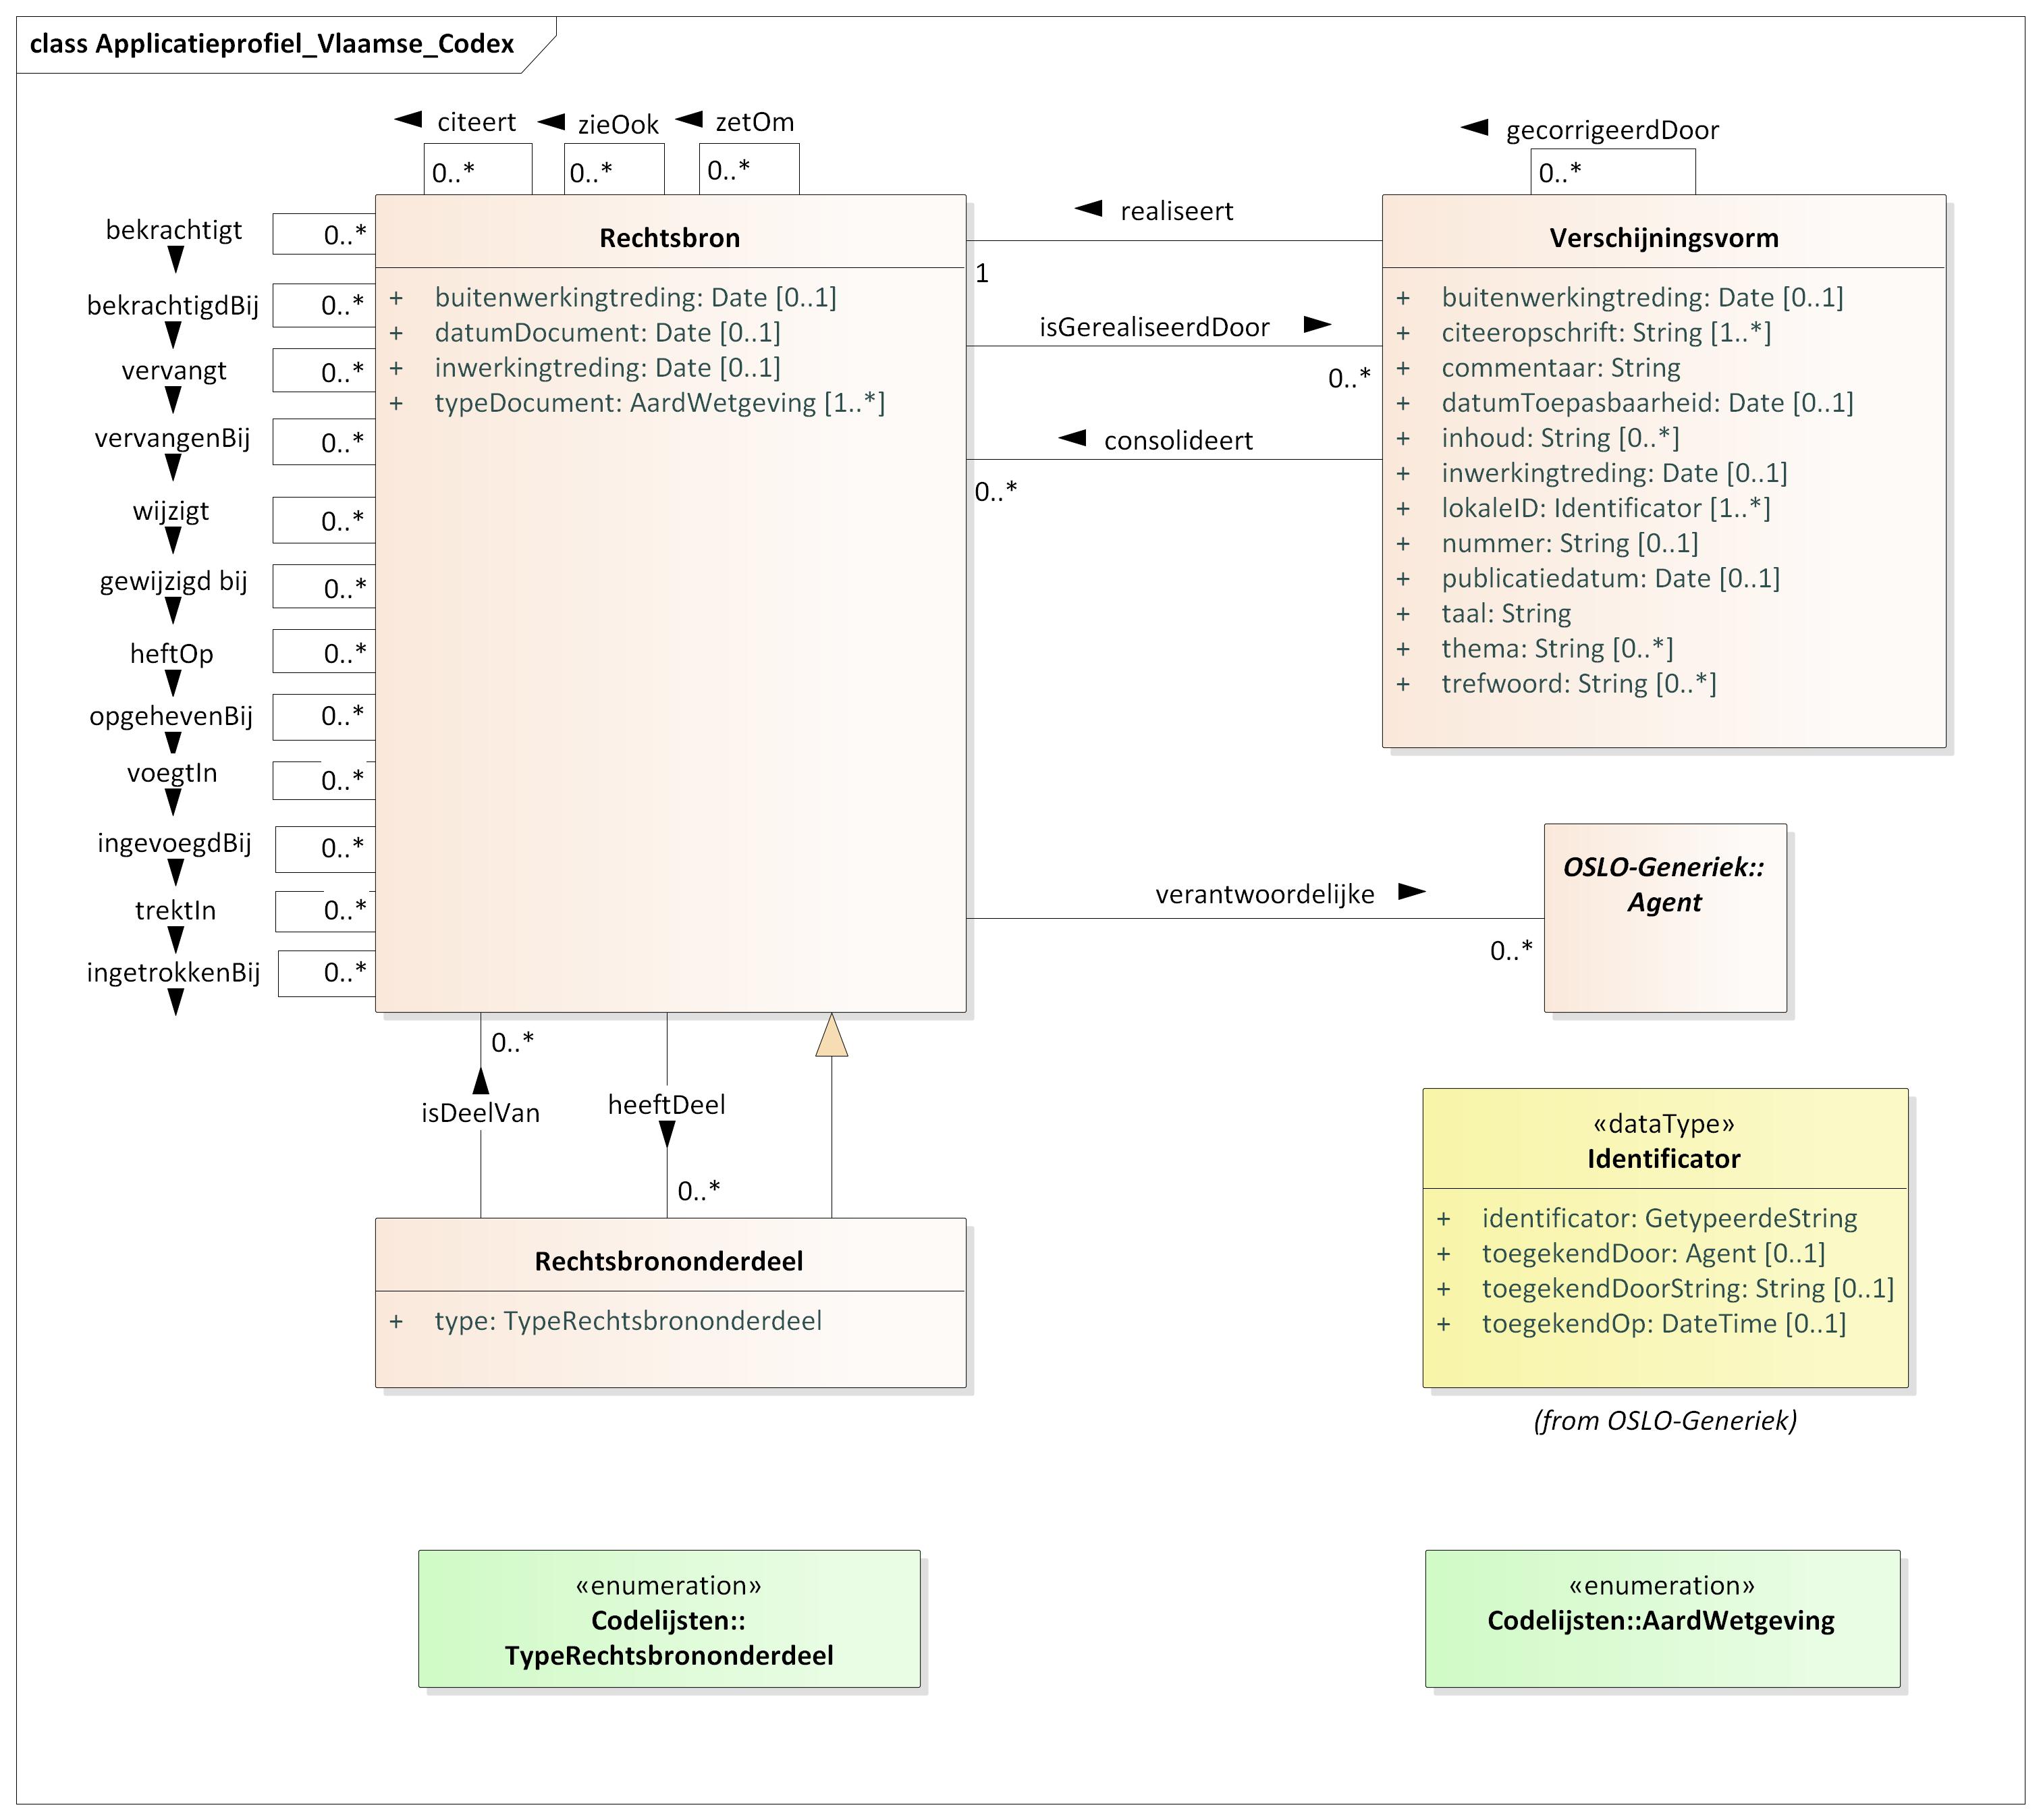 class Applicatieprofiel_Vlaamse_Codex
citeert
zieOok
zetOm
0..*
0..*
0..*
gecorrigeerdDoor
0..*
bekrachtigt
0..*
bekrachtigdBij
0..*
vervangt
0..*
vervangenBij
0..*
wijzigt
0..*
gewijzigd bij
0..*
heftOp
0..*
opgehevenBij
0..*
voegtIn
0..*
ingevoegdBij
0..*
trektIn
0..*
ingetrokkenBij
0..*
Rechtsbron
+ buitenwerkingtreding: Date [0..1]
+ datumDocument: Date [0..1]
+ inwerkingtreding: Date [0..1]
+ typeDocument: AardWetgeving [1..*]
realiseert
1
isGerealiseerdDoor
0..*
consolideert
0..*
Verschijningsvorm
+ buitenwerkingtreding: Date [0..1]
+ citeeropschrift: String [1..*]
+ commentaar: String
+ datumToepasbaarheid: Date [0..1]
+ inhoud: String [0..*]
+ inwerkingtreding: Date [0..1]
+ lokaleID: Identificator [1..*]
+ nummer: String [0..1]
+ publicatiedatum: Date [0..1]
+ taal: String
+ thema: String [0..*]
+ trefwoord: String [0..*]
verantwoordelijke
0..*
OSLO-Generiek::
Agent
0..*
isDeelVan
heeftDeel
0..*
Rechtsbrononderdeel
+ type: TypeRechtsbrononderdeel
«dataType»
Identificator
+ identificator: GetypeerdeString
+ toegekendDoor: Agent [0..1]
+ toegekendDoorString: String [0..1]
+ toegekendOp: DateTime [0..1]
(from OSLO-Generiek)
«enumeration»
Codelijsten::
TypeRechtsbrononderdeel
«enumeration»
Codelijsten::AardWetgeving